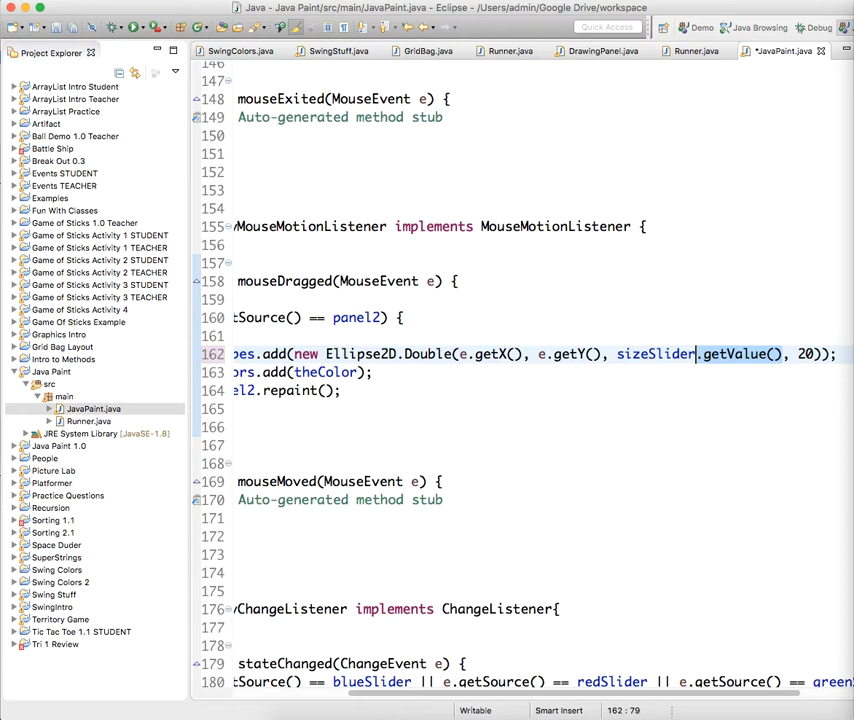 Java - Java Paint/src/main/JavaPaint.java - Eclipse - /Users/admin/Google Drive/workspace
Quick Access
Demo
Java Browsing
Debug
Project Explorer
SwingColors.java
SwingStuff.java
GridBag.java
Runner.java
DrawingPanel.java
Runner.java
*JavaPaint.java
ArrayList Intro Student
ArrayList Intro Teacher
ArrayList Practice
Artifact
Ball Demo 1.0 Teacher
Battle Ship
Break Out 0.3
Events STUDENT
Events TEACHER
Examples
Fun With Classes
Game of Sticks 1.0 Teacher
Game of Sticks Activity 1 STUDENT
Game of Sticks Activity 1 TEACHER
Game of Sticks Activity 2 STUDENT
Game of Sticks Activity 2 TEACHER
Game of Sticks Activity 3 STUDENT
Game of Sticks Activity 3 TEACHER
Game of Sticks Activity 4
Game Of Sticks Example
Graphics Intro
Grid Bag Layout
Intro to Methods
Java Paint
src
main
JavaPaint.java
Runner.java
JRE System Library [JavaSE-1.8]
Java Paint 1.0
People
Picture Lab
Platformer
Practice Questions
Recursion
Sorting 1.1
Sorting 2.1
Space Duder
SuperStrings
Swing Colors
Swing Colors 2
Swing Stuff
SwingIntro
Territory Game
Tic Tac Toe 1.1 STUDENT
Tri 1 Review
146
147
148 mouseExited(MouseEvent e) {
149 Auto-generated method stub
150
151
152
153
154
155 yMouseMotionListener implements MouseMotionListener {
156
157
158 mouseDragged(MouseEvent e) {
159
160 tSource() == panel2) {
161
162 pes.add(new Ellipse2D.Double(e.getX(), e.getY(), sizeSlider.getValue(), 20));
163 ors.add(theColor);
164 el2.repaint();
165
166
167
168
169 mouseMoved(MouseEvent e) {
170 Auto-generated method stub
171
172
173
174
175
176 yChangeListener implements ChangeListener{
177
178
179 stateChanged(ChangeEvent e) {
180 tSource() == blueSlider || e.getSource() == redSlider || e.getSource() == greenS
Writable
Smart Insert
162 : 79